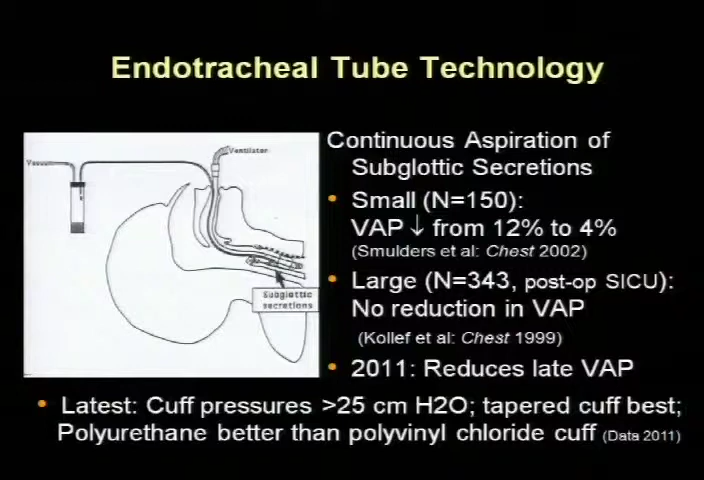 Endotracheal Tube Technology
Ventilator
Subglottic
secretions
Continuous Aspiration of
Subglottic Secretions
• Small (N=150):
VAP ↓ from 12% to 4%
(Smulders et al: Chest 2002)
• Large (N=343, post-op SICU):
No reduction in VAP
(Kollef et al: Chest 1999)
• 2011: Reduces late VAP
• Latest: Cuff pressures >25 cm H2O; tapered cuff best;
Polyurethane better than polyvinyl chloride cuff (Data 2011)